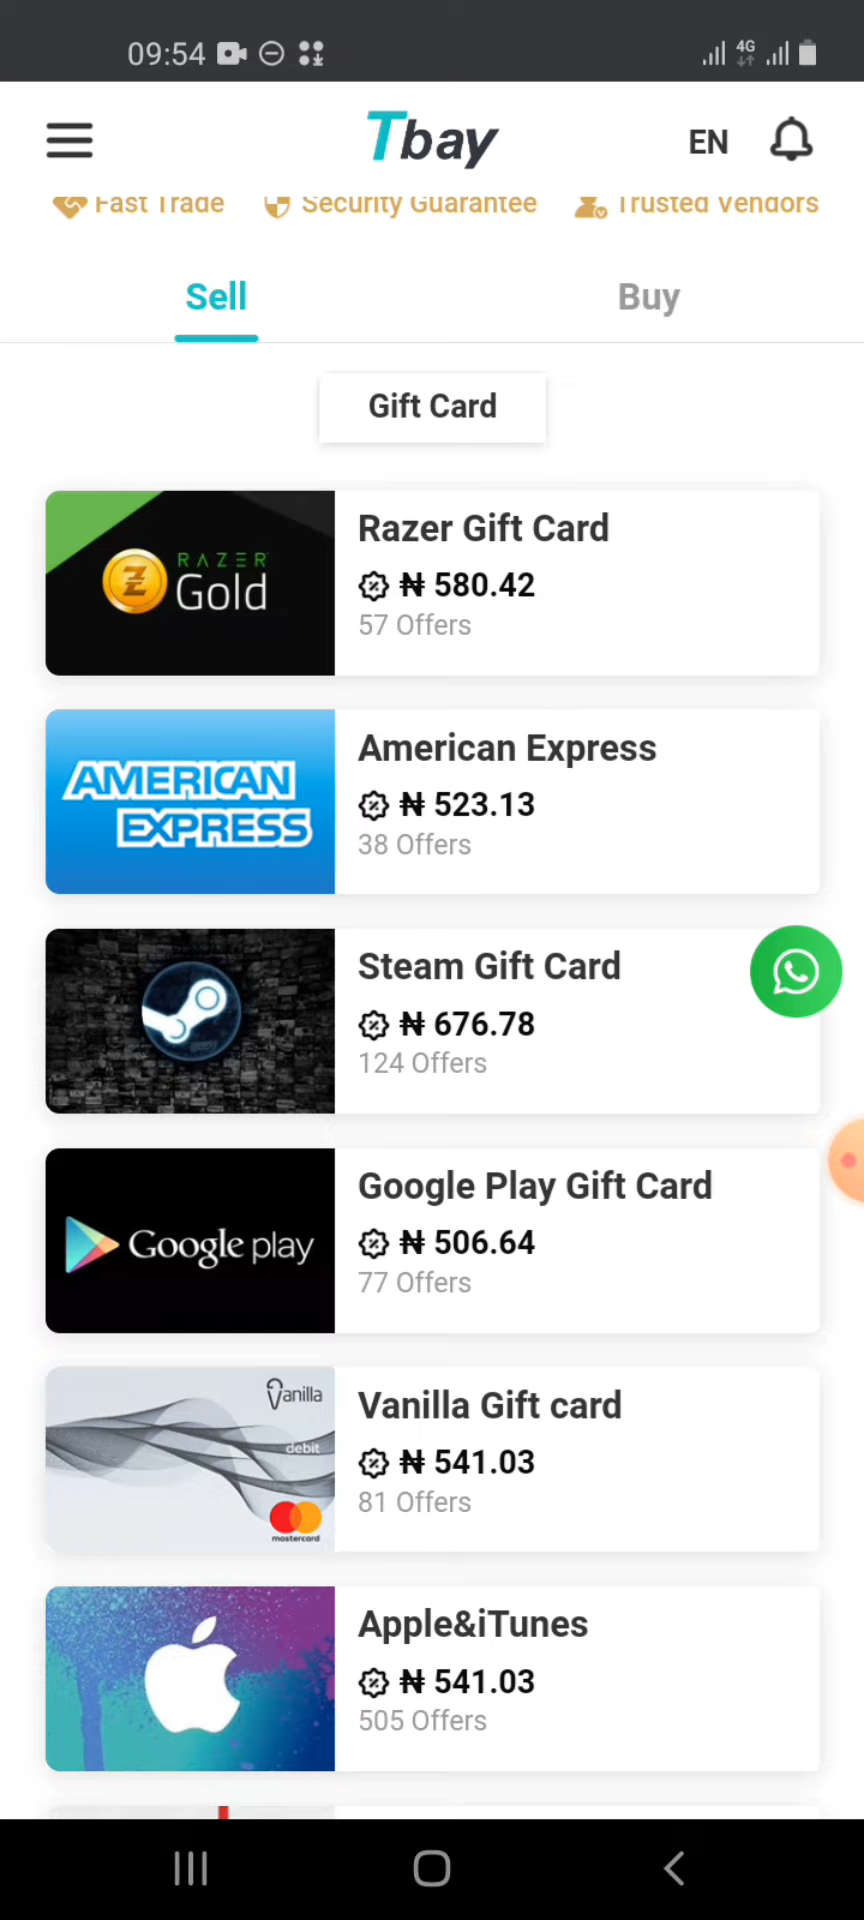 09:54
4G
Tbay
EN
Fast Trade Security Guarantee Trusted Vendors
Sell Buy
Gift Card
RAZER
Gold
Razer Gift Card
₦ 580.42
57 Offers
AMERICAN
EXPRESS
American Express
₦ 523.13
38 Offers
Steam Gift Card
₦ 676.78
124 Offers
Google play
Google Play Gift Card
₦ 506.64
77 Offers
Vanilla
debit
mastercard
Vanilla Gift card
₦ 541.03
81 Offers
Apple&iTunes
₦ 541.03
505 Offers